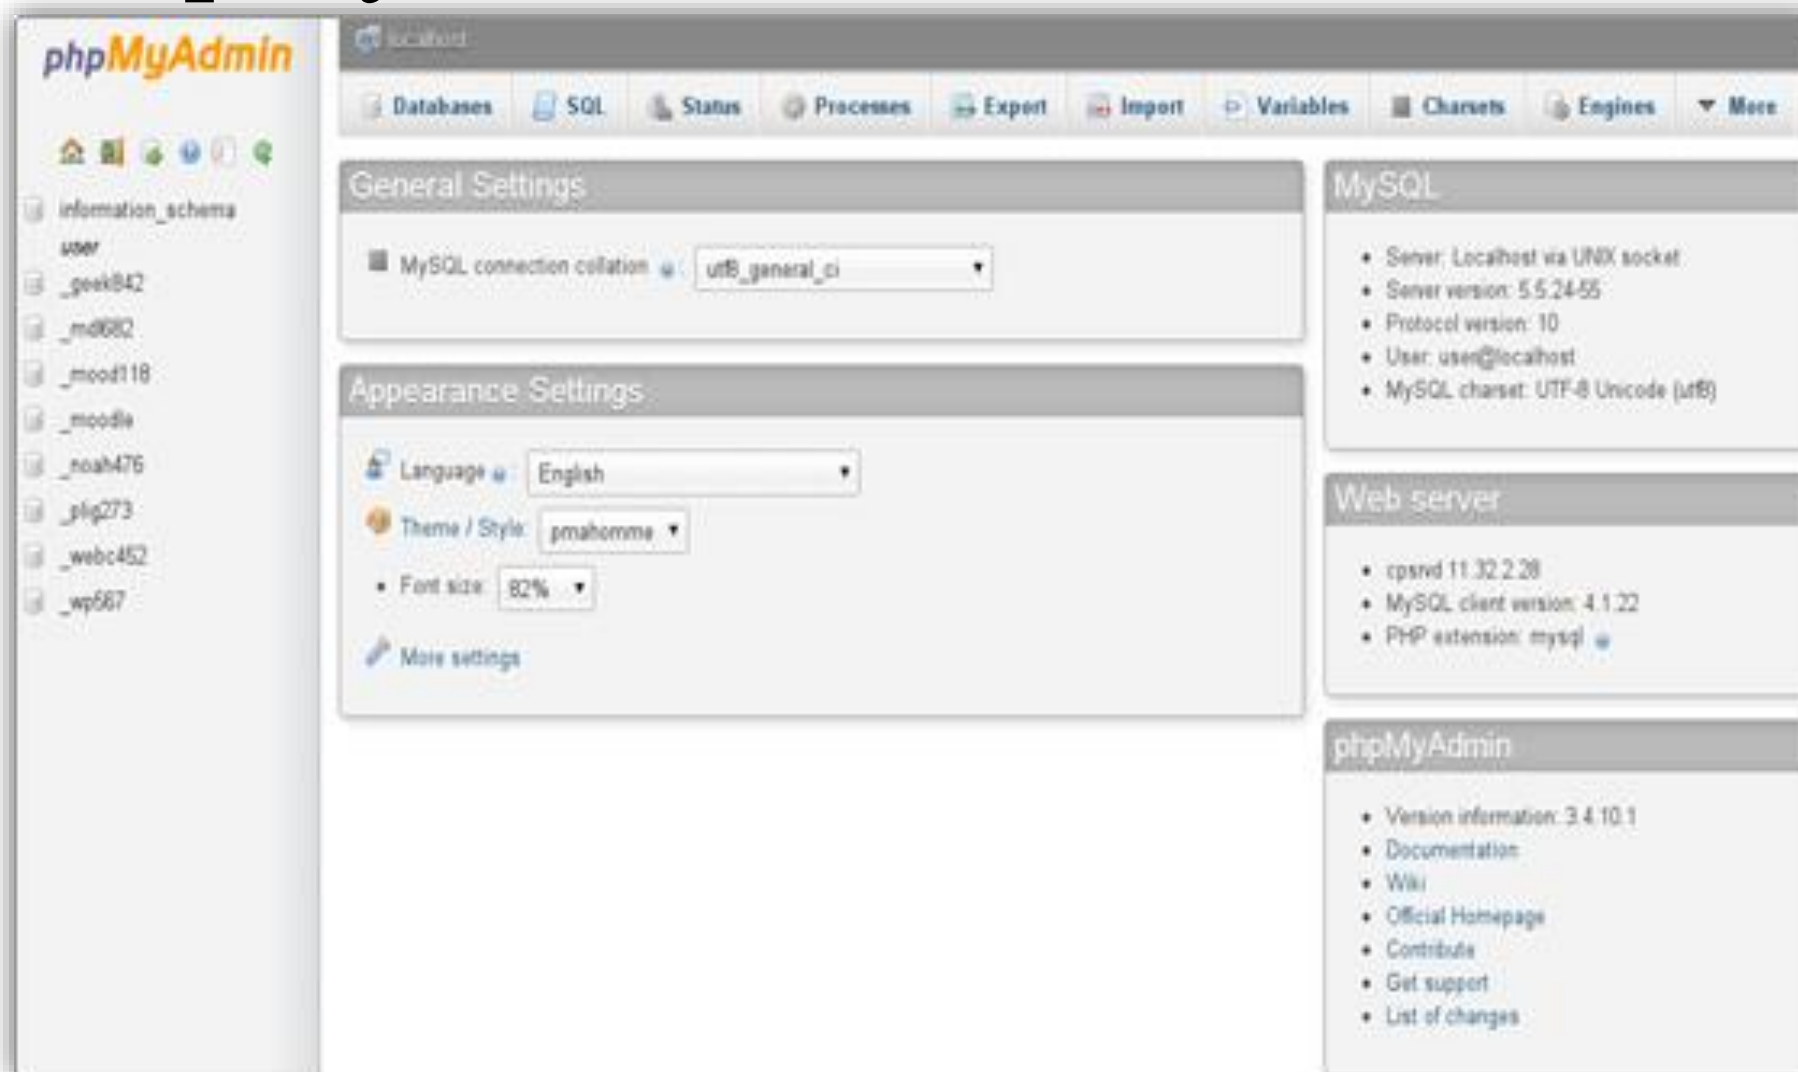 phpMyAdmin
information_schema
user
_geek842
_mdl682
_mood118
_moodle
_noah476
_plig273
_webc452
_wp567
localhost
Databases SQL Status Processes Export Import Variables Charsets Engines More
General Settings
MySQL connection collation : utf8_general_ci
Appearance Settings
Language : English
Theme / Style: pmahomme
Font size: 82%
More settings
MySQL
Server: Localhost via UNIX socket
Server version: 5.5.24-55
Protocol version: 10
User: user@localhost
MySQL charset: UTF-8 Unicode (utf8)
Web server
cpsrvd 11.32.2.28
MySQL client version: 4.1.22
PHP extension: mysql
phpMyAdmin
Version information: 3.4.10.1
Documentation
Wiki
Official Homepage
Contribute
Get support
List of changes